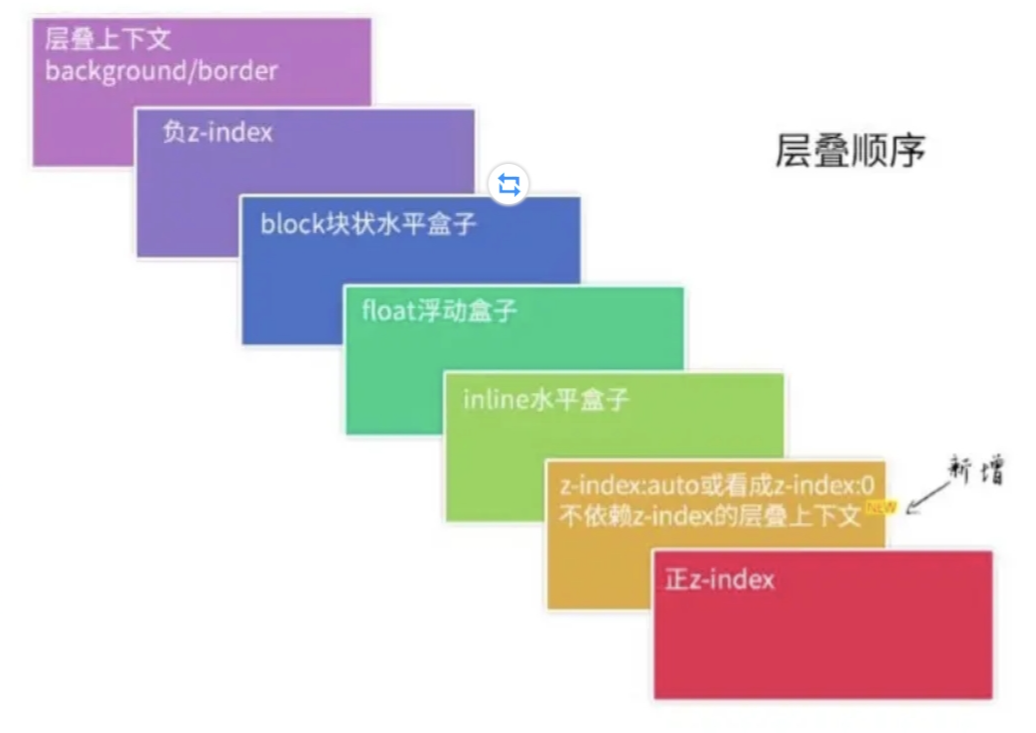 层叠上下文
background/border
负z-index
层叠顺序
block块状水平盒子
float浮动盒子
inline水平盒子
新增
z-index:auto或看成z-index:0
不依赖z-index的层叠上下文
NEW
正z-index